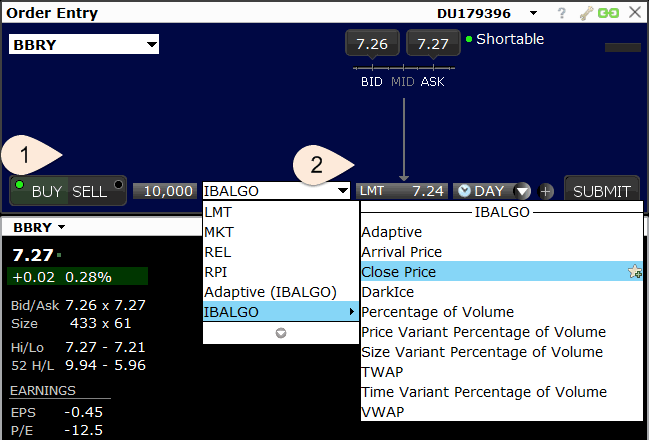 Order Entry DU179396 ?
BBRY 7.26 7.27 Shortable
BID MID ASK
1 2
BUY SELL 10,000 IBALGO LMT 7.24 DAY + SUBMIT
LMT
MKT
REL
RPI
Adaptive (IBALGO)
IBALGO
IBALGO
Adaptive
Arrival Price
Close Price
DarkIce
Percentage of Volume
Price Variant Percentage of Volume
Size Variant Percentage of Volume
TWAP
Time Variant Percentage of Volume
VWAP
BBRY
7.27
+0.02 0.28%
Bid/Ask 7.26 x 7.27
Size 433 x 61
Hi/Lo 7.27 - 7.21
52 H/L 9.94 - 5.96
EARNINGS
EPS -0.45
P/E -12.5